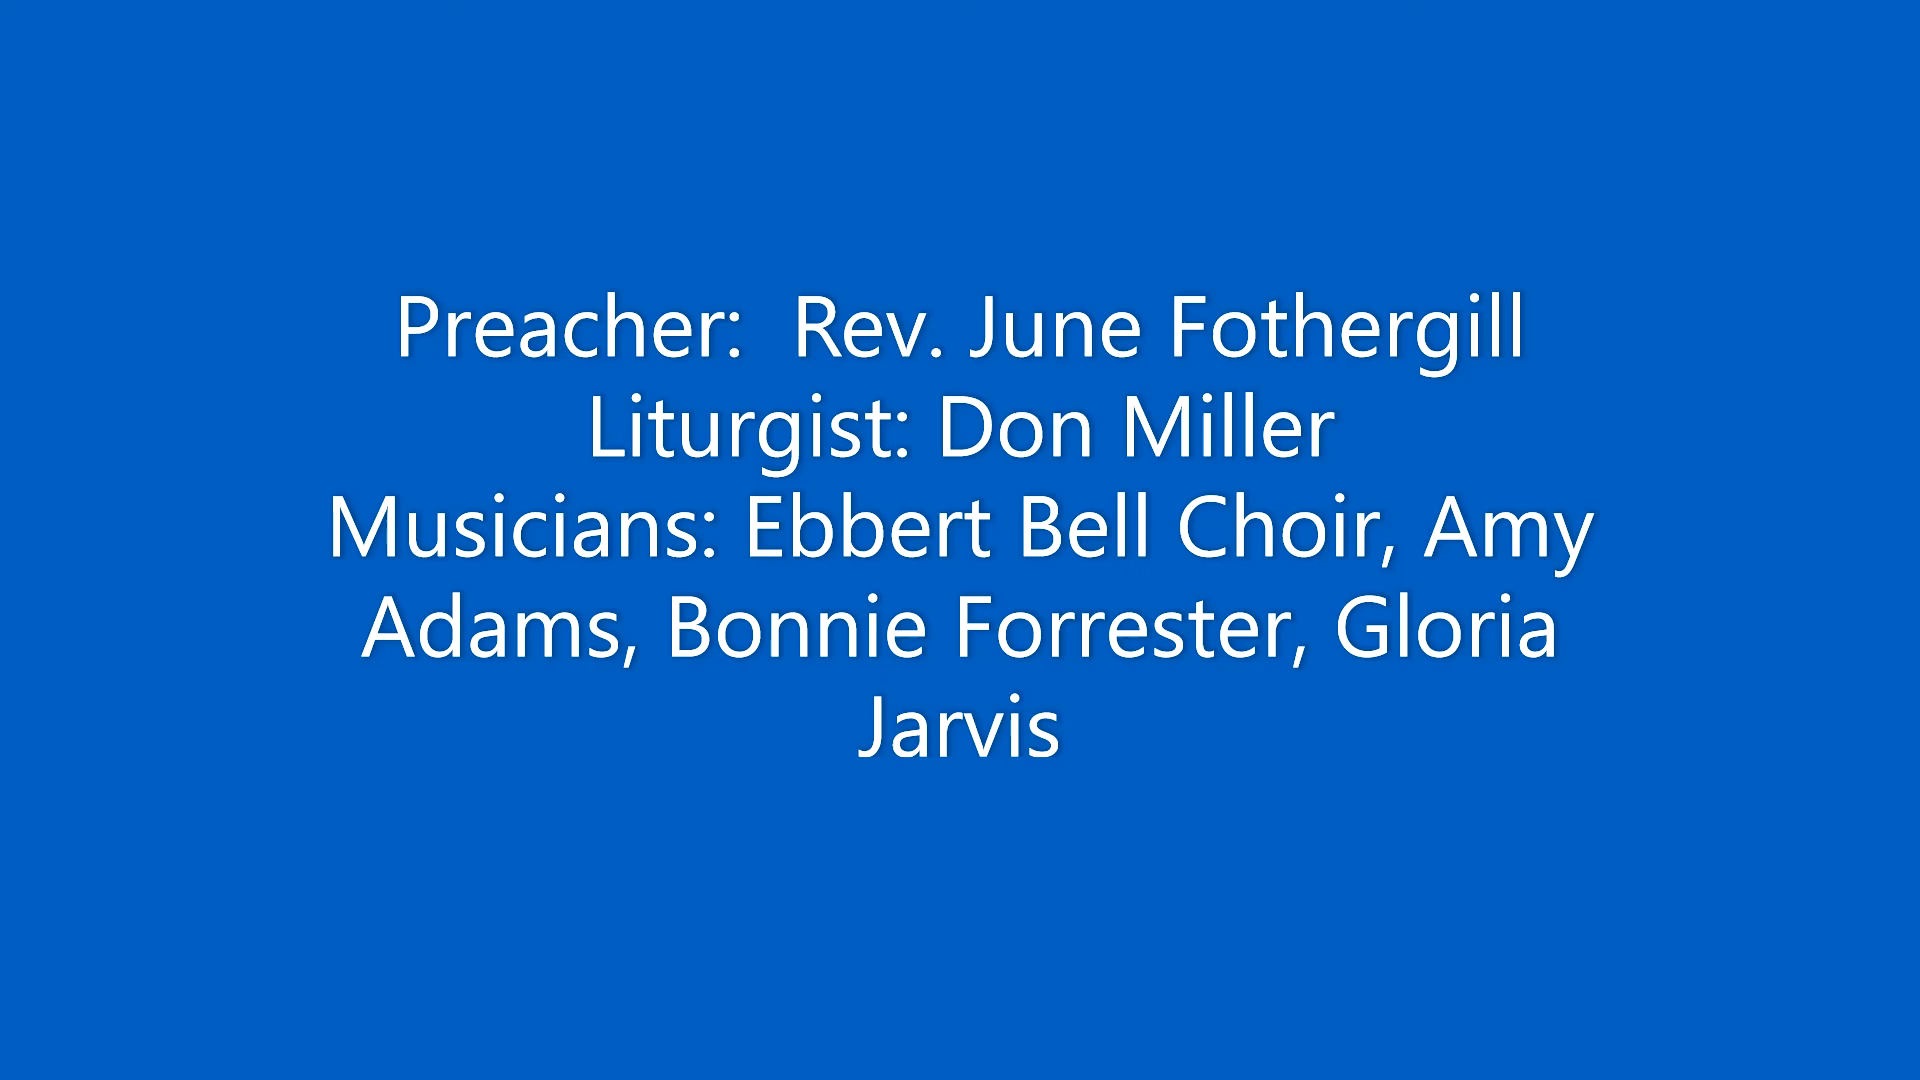 Preacher:  Rev. June Fothergill
Liturgist: Don Miller
Musicians: Ebbert Bell Choir, Amy
Adams, Bonnie Forrester, Gloria
Jarvis